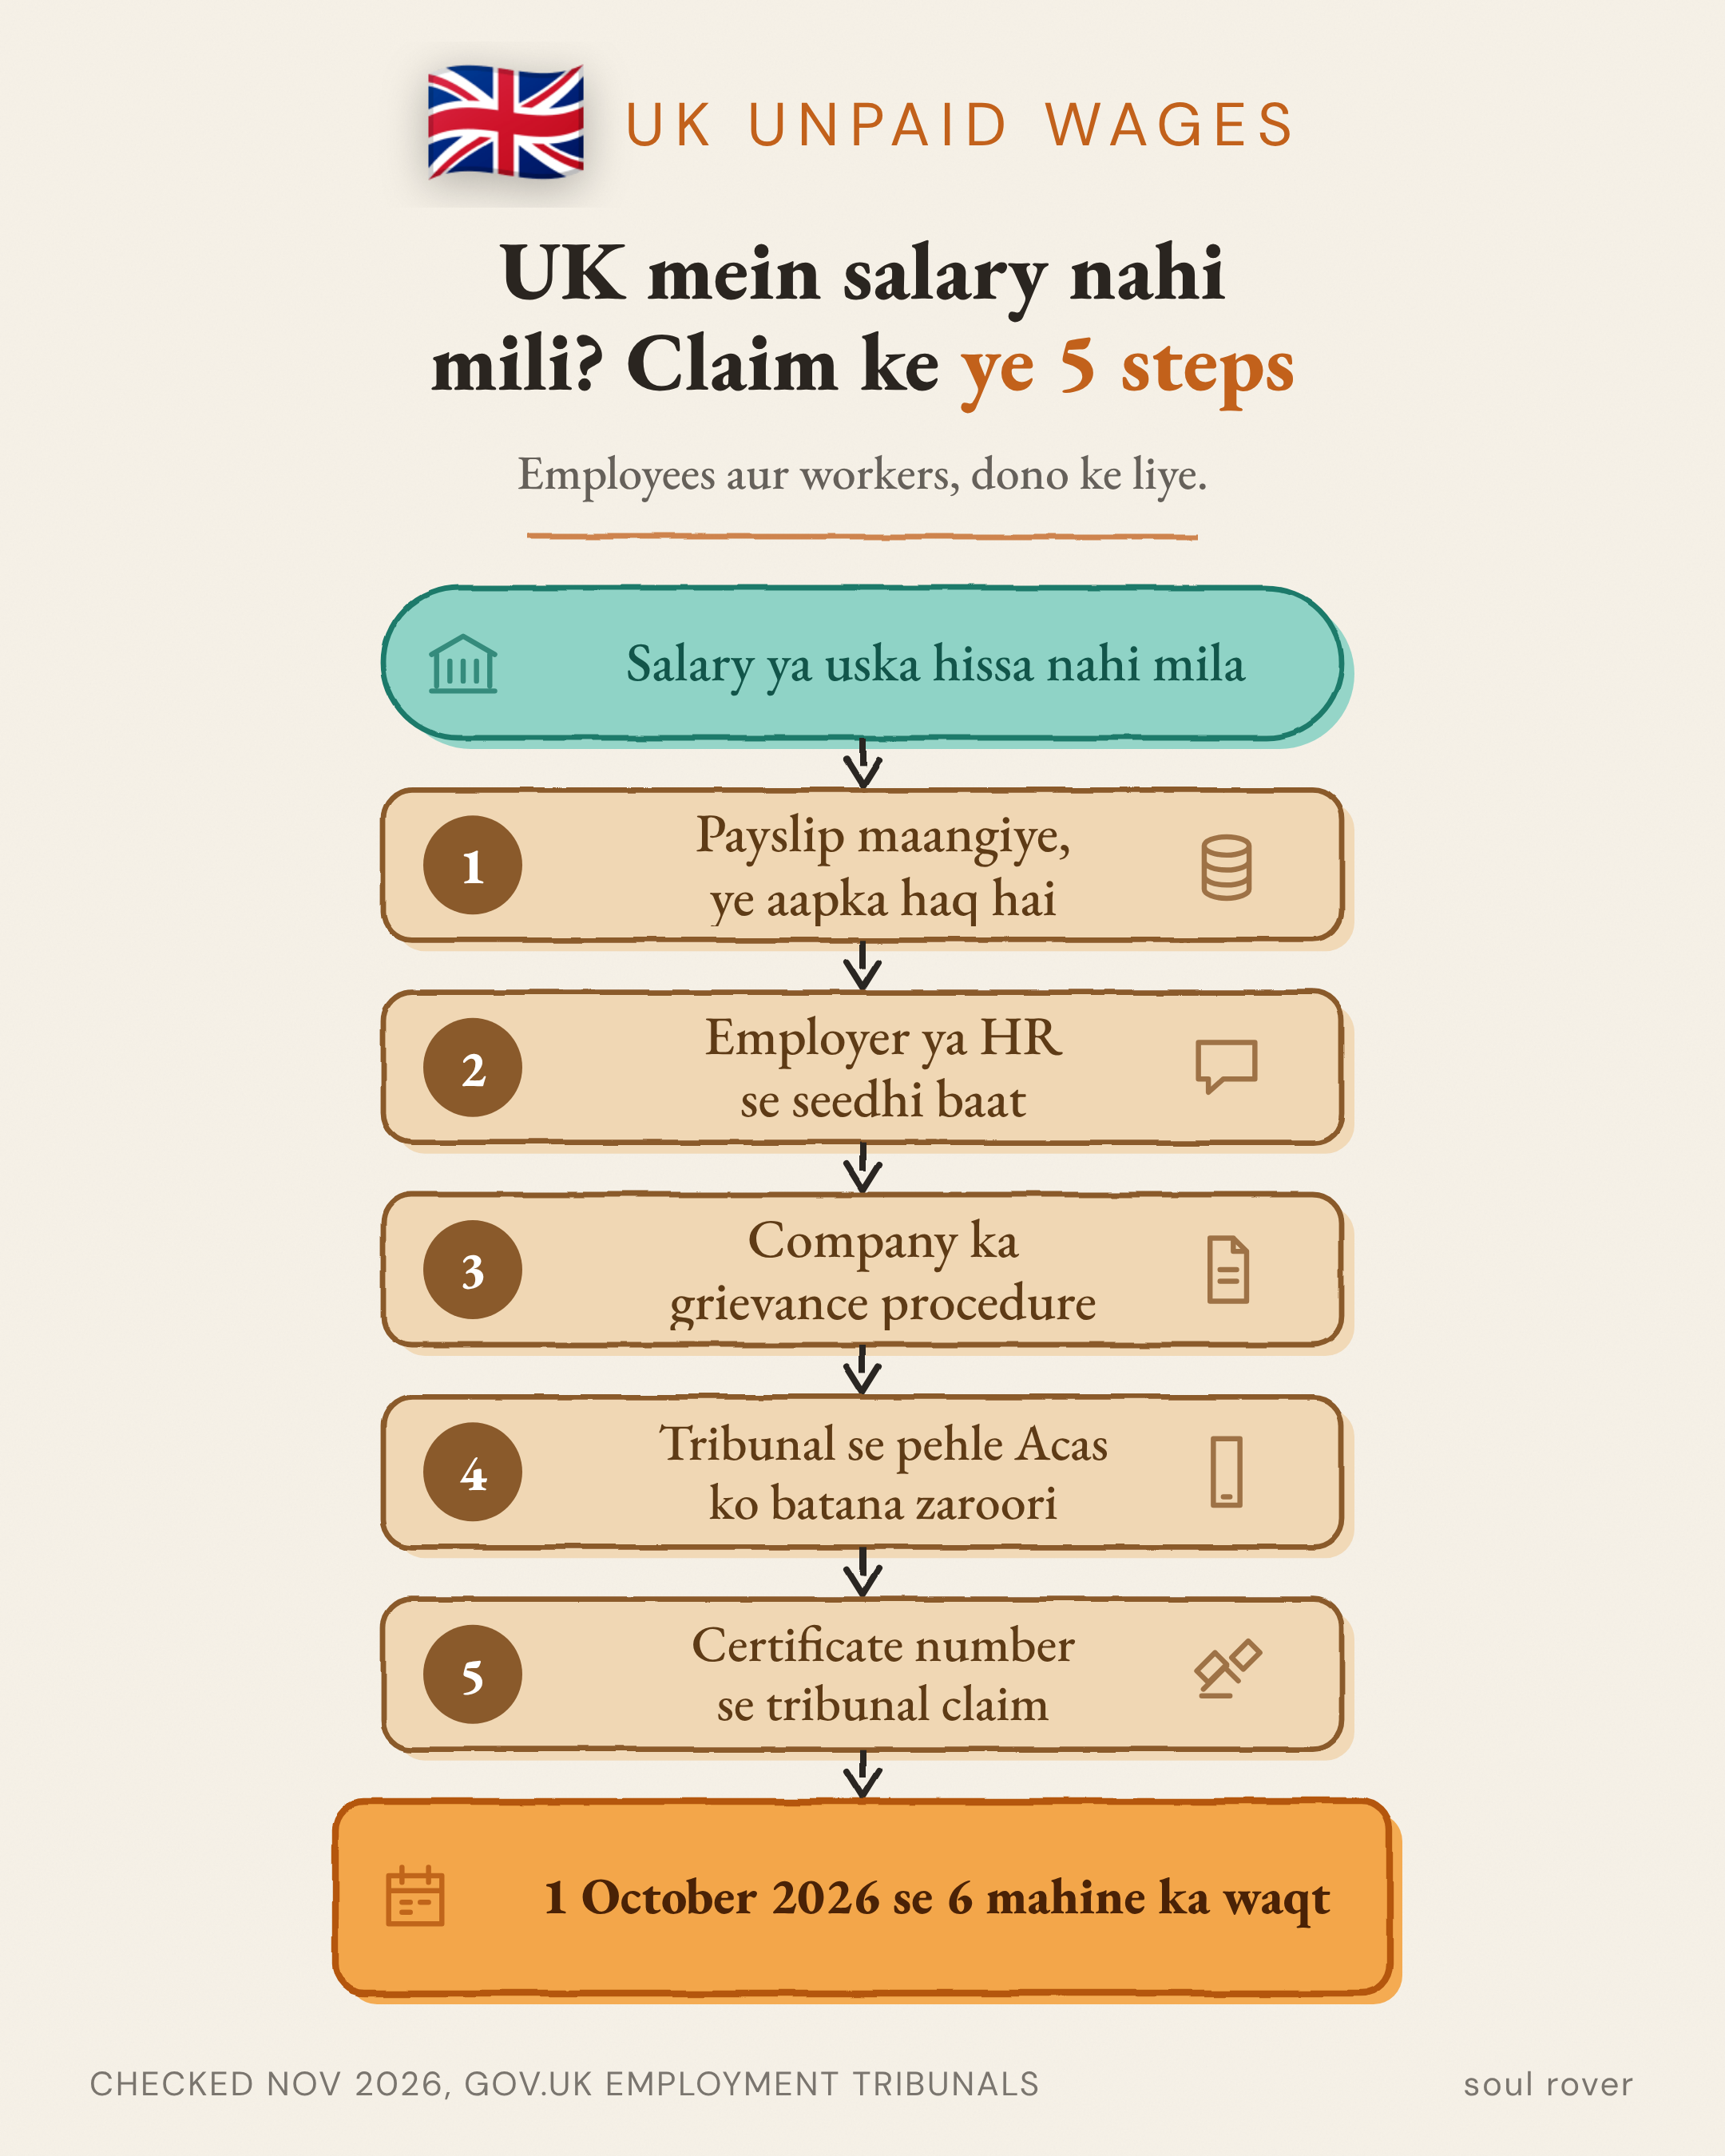 UK UNPAID WAGES
UK mein salary nahi
mili? Claim ke ye 5 steps
Employees aur workers, dono ke liye.
Salary ya uska hissa nahi mila
1
Payslip maangiye,
ye aapka haq hai
2
Employer ya HR
se seedhi baat
3
Company ka
grievance procedure
4
Tribunal se pehle Acas
ko batana zaroori
5
Certificate number
se tribunal claim
1 October 2026 se 6 mahine ka waqt
CHECKED NOV 2026, GOV.UK EMPLOYMENT TRIBUNALS
soul rover